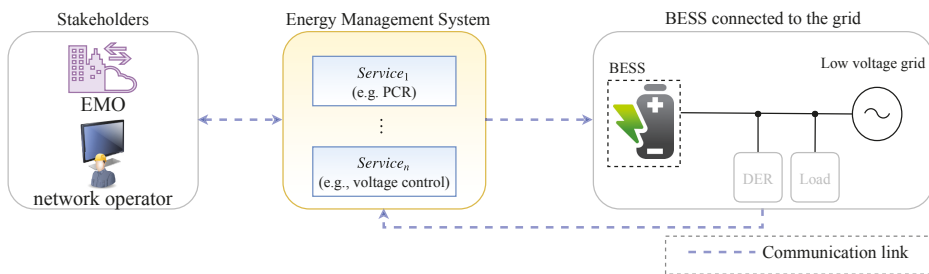 Stakeholders
EMO
network operator
Energy Management System
Service₁
(e.g. PCR)
⋮
Serviceₙ
(e.g., voltage control)
BESS connected to the grid
BESS
Low voltage grid
DER
Load
Communication link